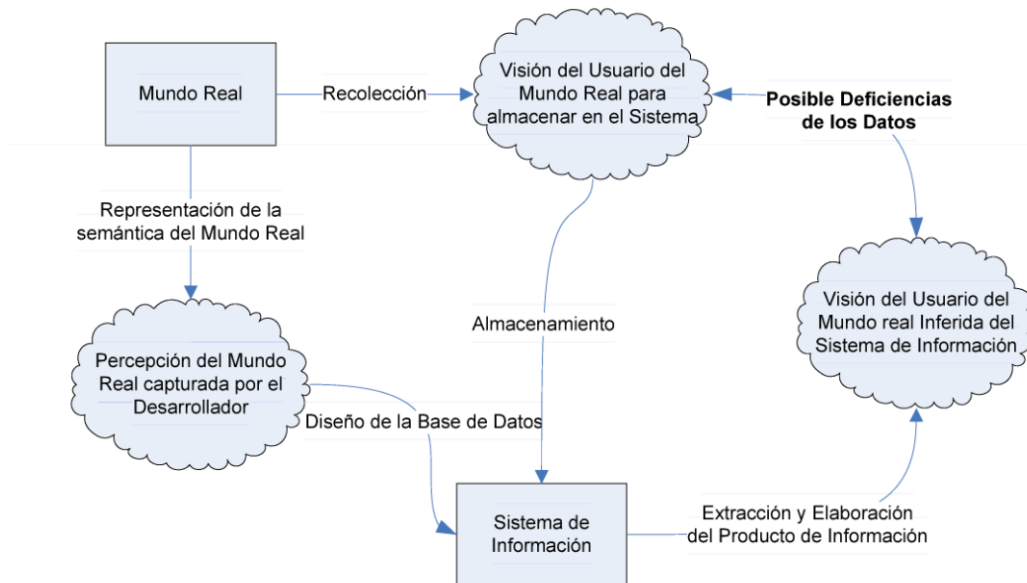 Mundo Real
Recolección
Visión del Usuario del
Mundo Real para
almacenar en el Sistema
Posible Deficiencias
de los Datos
Representación de la
semántica del Mundo Real
Visión del Usuario del
Mundo real Inferida del
Sistema de Información
Almacenamiento
Percepción del Mundo
Real capturada por el
Desarrollador
Diseño de la Base de Datos
Sistema de
Información
Extracción y Elaboración
del Producto de Información